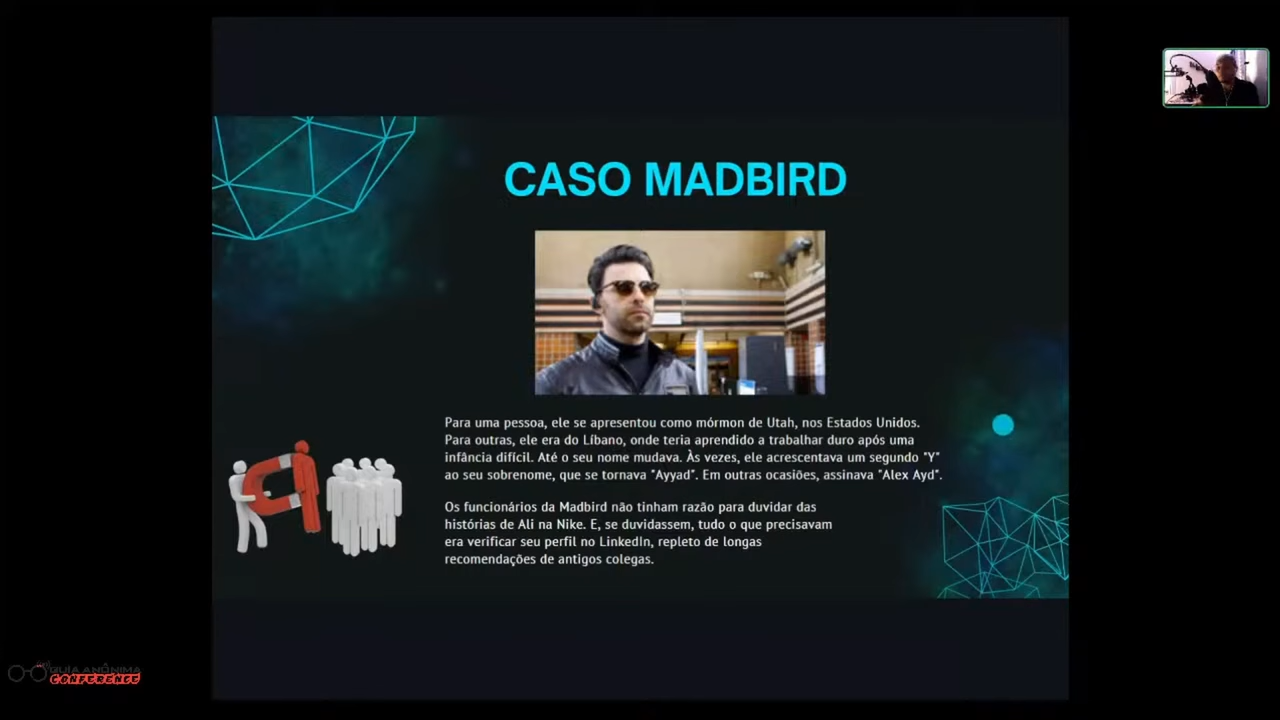 CASO MADBIRD
Para uma pessoa, ele se apresentou como mórmon de Utah, nos Estados Unidos.
Para outras, ele era do Líbano, onde teria aprendido a trabalhar duro após uma
infância difícil. Até o seu nome mudava. Às vezes, ele acrescentava um segundo "Y"
ao seu sobrenome, que se tornava "Ayyad". Em outras ocasiões, assinava "Alex Ayd".
Os funcionários da Madbird não tinham razão para duvidar das
histórias de Ali na Nike. E, se duvidassem, tudo o que precisavam
era verificar seu perfil no LinkedIn, repleto de longas
recomendações de antigos colegas.
GUIA ANÔNIMA
CONFERENCE